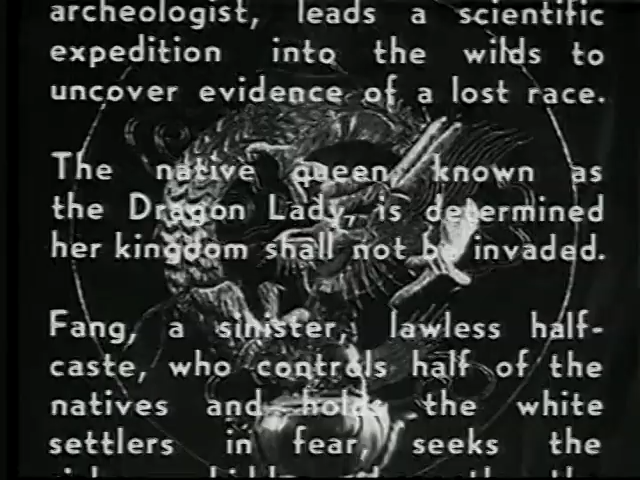 archeologist, leads a scientific
expedition into the wilds to
uncover evidence of a lost race.
The native queen, known as
the Dragon Lady, is determined
her kingdom shall not be invaded.
Fang, a sinister, lawless half-
caste, who controls half of the
natives and holds the white
settlers in fear, seeks the